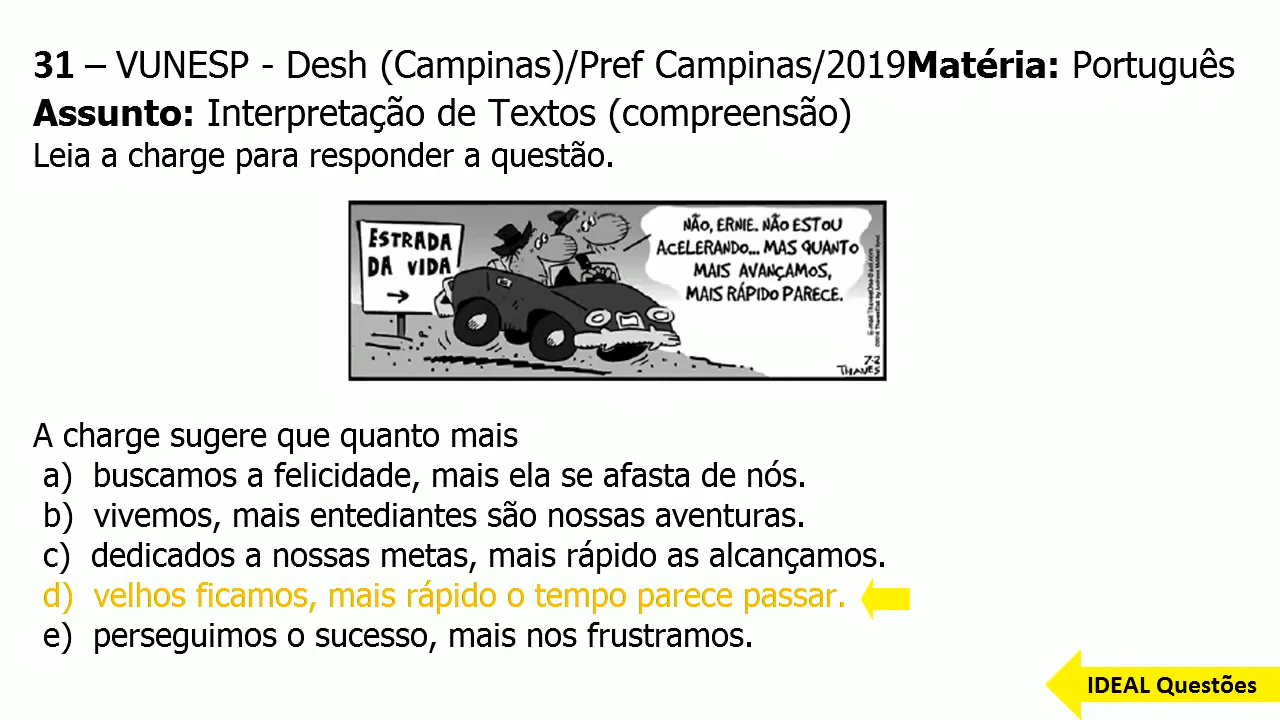 31 – VUNESP - Desh (Campinas)/Pref Campinas/2019Matéria: Português
Assunto: Interpretação de Textos (compreensão)
Leia a charge para responder a questão.
ESTRADA
DA VIDA
NÃO, ERNIE. NÃO ESTOU
ACELERANDO... MAS QUANTO
MAIS AVANÇAMOS,
MAIS RÁPIDO PARECE.
7-2
THAVES
A charge sugere que quanto mais
a) buscamos a felicidade, mais ela se afasta de nós.
b) vivemos, mais entediantes são nossas aventuras.
c) dedicados a nossas metas, mais rápido as alcançamos.
d) velhos ficamos, mais rápido o tempo parece passar.
e) perseguimos o sucesso, mais nos frustramos.
IDEAL Questões